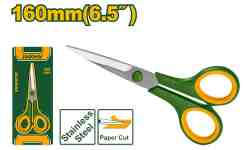 160mm(6.5″)
Stainless
Steel
Paper Cut